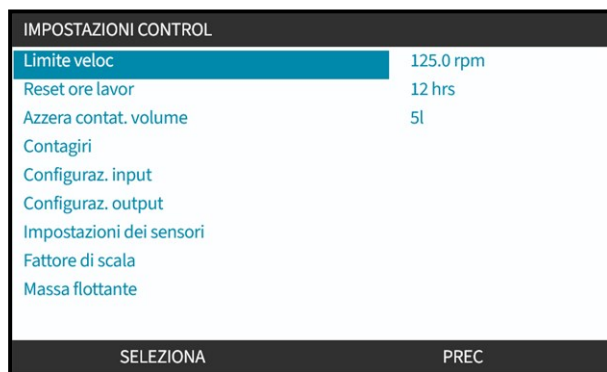 IMPOSTAZIONI CONTROL
Limite veloc 125.0 rpm
Reset ore lavor 12 hrs
Azzera contat. volume 5l
Contagiri
Configuraz. input
Configuraz. output
Impostazioni dei sensori
Fattore di scala
Massa flottante
SELEZIONA PREC